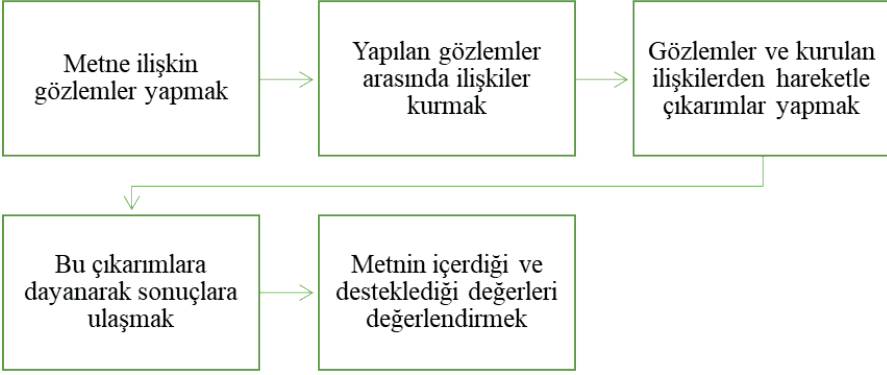 Metne ilişkin
gözlemler yapmak
Yapılan gözlemler
arasında ilişkiler
kurmak
Gözlemler ve kurulan
ilişkilerden hareketle
çıkarımlar yapmak
Bu çıkarımlara
dayanarak sonuçlara
ulaşmak
Metnin içerdiği ve
desteklediği değerleri
değerlendirmek